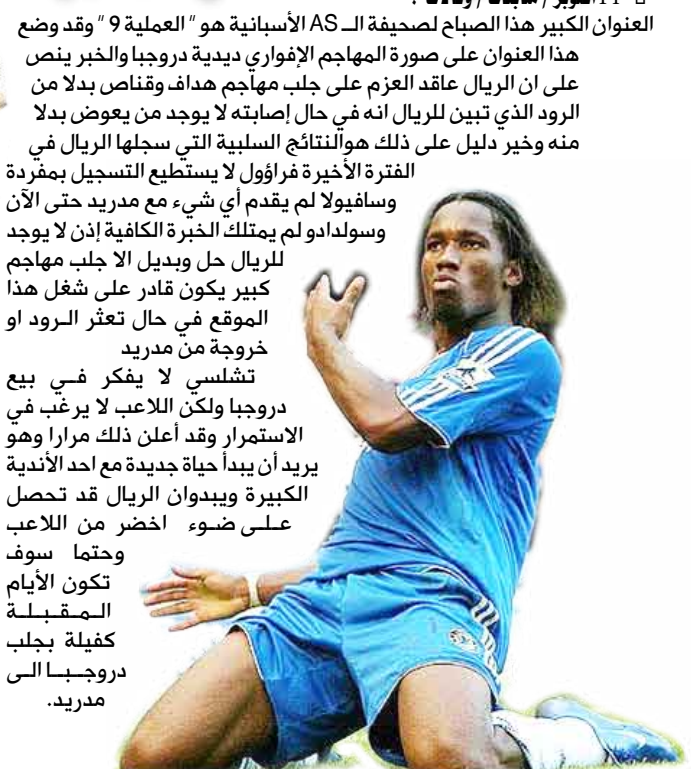 العنوان الكبير هذا الصباح لصحيفة الــ AS الأسبانية هو " العملية 9 " وقد وضع
هذا العنوان على صورة المهاجم الإفواري ديدية دروجبا والخبر ينص
على ان الريال عاقد العزم على جلب مهاجم هداف وقناص بدلا من
الرود الذي تبين للريال انه في حال إصابته لا يوجد من يعوض بدلا
منه وخير دليل على ذلك هوالنتائج السلبية التي سجلها الريال في
الفترة الأخيرة فراؤول لا يستطيع التسجيل بمفردة
وسافيولا لم يقدم أي شيء مع مدريد حتى الآن
وسولدادو لم يمتلك الخبرة الكافية إذن لا يوجد
للريال حل وبديل الا جلب مهاجم
كبير يكون قادر على شغل هذا
الموقع في حال تعثر الرود او
خروجة من مدريد
تشلسي لا يفكر في بيع
دروجبا ولكن اللاعب لا يرغب في
الاستمرار وقد أعلن ذلك مرارا وهو
يريد أن يبدأ حياة جديدة مع احد الأندية
الكبيرة ويبدوان الريال قد تحصل
على ضوء اخضر من اللاعب
وحتما سوف
تكون الأيام
المقبلة
كفيلة بجلب
دروجبا الى
مدريد.